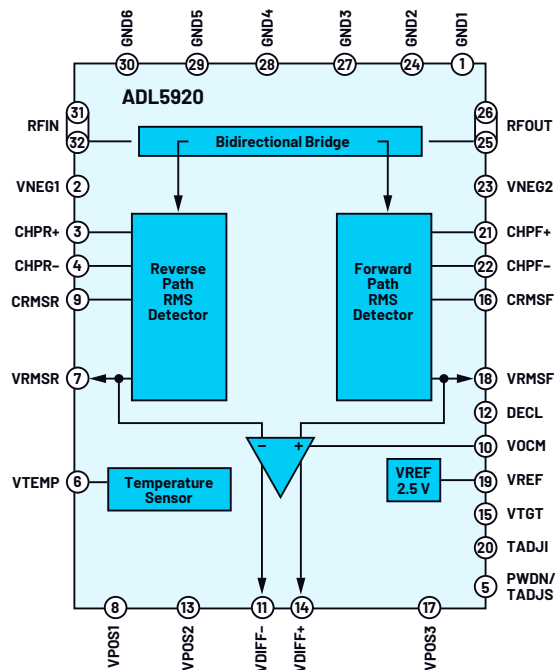 GND6
GND5
GND4
GND3
GND2
GND1
30
29
28
27
24
1
ADL5920
31
32
RFIN
26
25
RFOUT
Bidirectional Bridge
VNEG1
2
23
VNEG2
CHPR+
3
21
CHPF+
CHPR−
4
22
CHPF−
CRMSR
9
16
CRMSF
Reverse
Path
RMS
Detector
Forward
Path
RMS
Detector
VRMSR
7
18
VRMSF
12
DECL
−
+
10
VOCM
VTEMP
6
Temperature
Sensor
VREF
2.5 V
19
VREF
15
VTGT
20
TADJI
5
PWDN/
TADJS
8
13
11
14
17
VPOS1
VPOS2
VDIFF−
VDIFF+
VPOS3